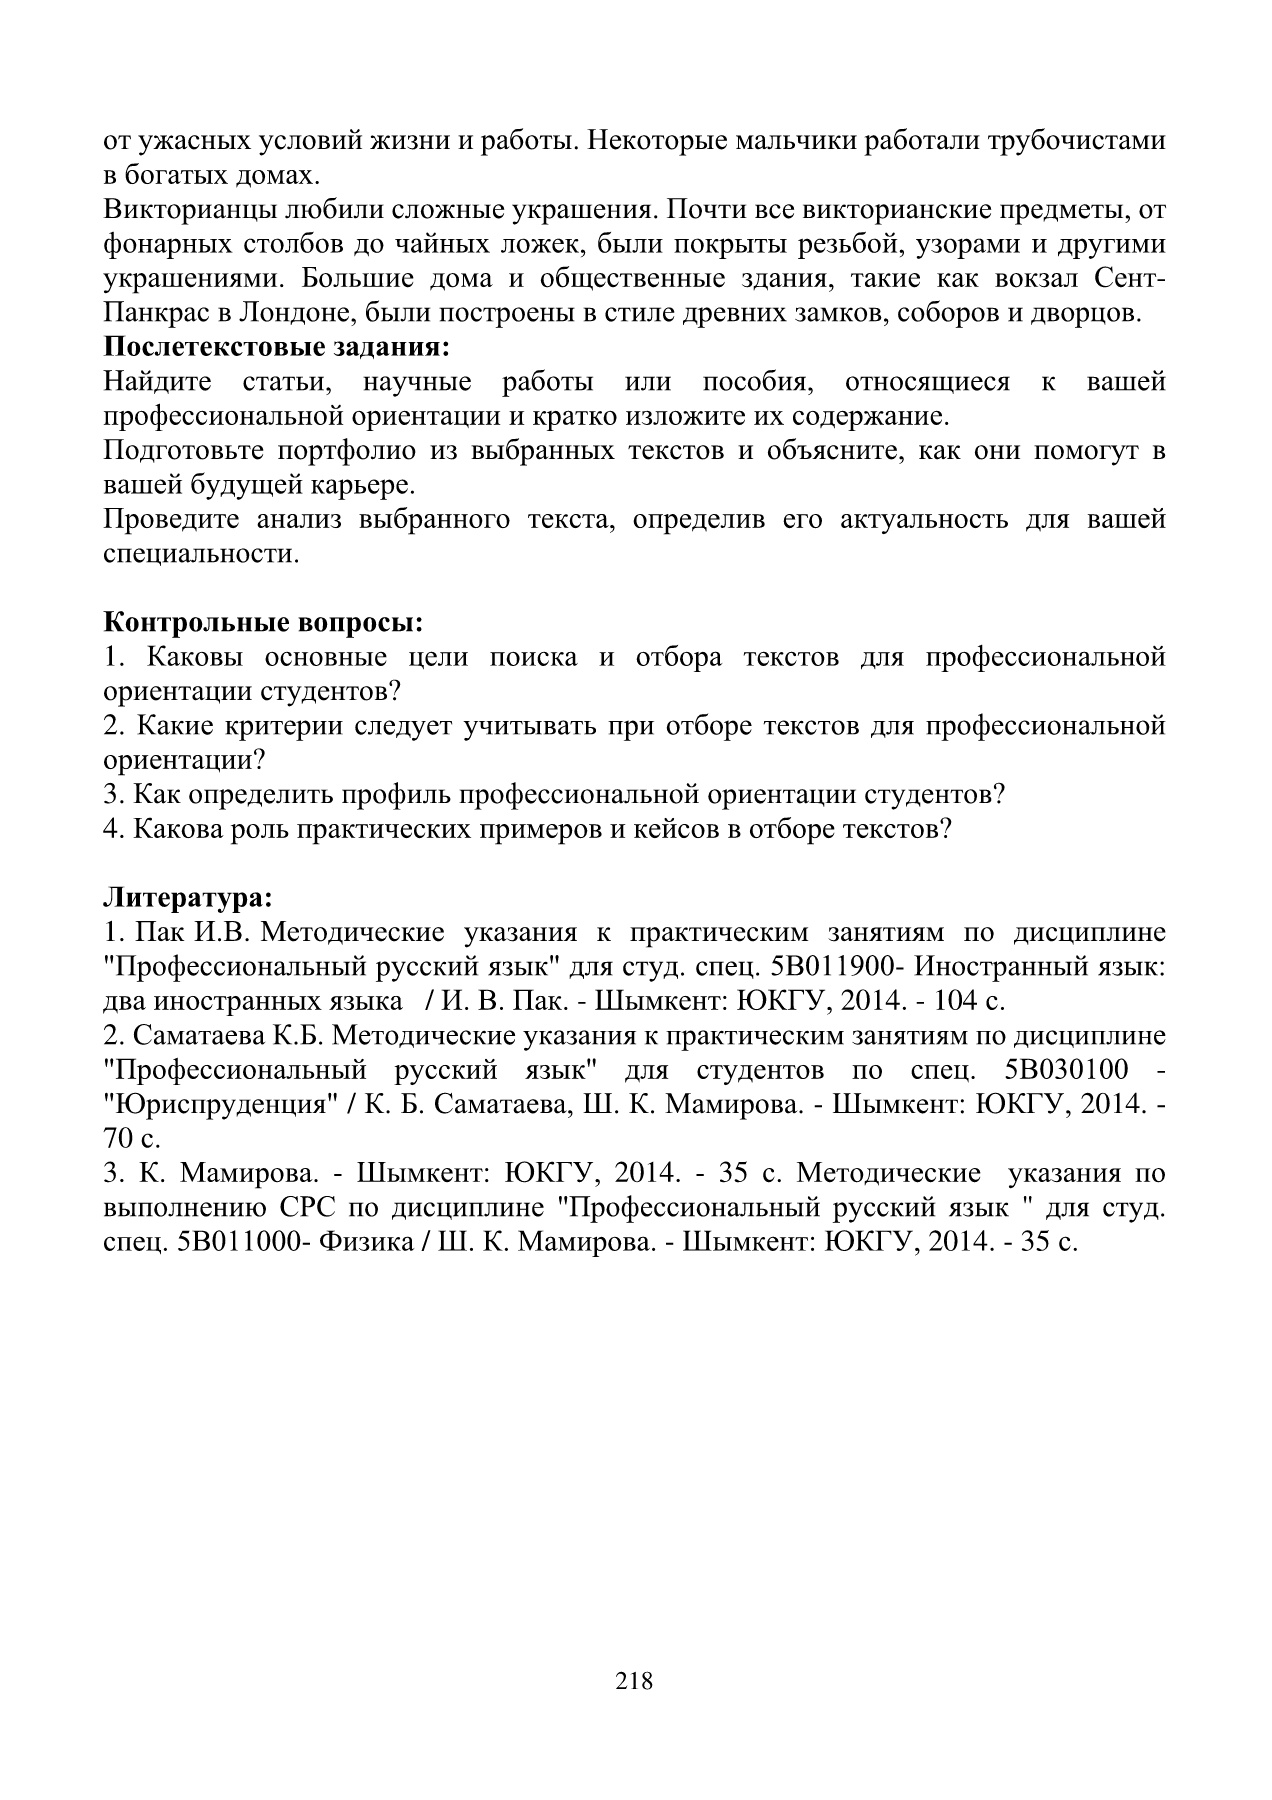 от ужасных условий жизни и работы. Некоторые мальчики работали трубочистами
в богатых домах.
Викторианцы любили сложные украшения. Почти все викторианские предметы, от
фонарных столбов до чайных ложек, были покрыты резьбой, узорами и другими
украшениями. Большие дома и общественные здания, такие как вокзал Сент-
Панкрас в Лондоне, были построены в стиле древних замков, соборов и дворцов.
Послетекстовые задания:
Найдите статьи, научные работы или пособия, относящиеся к вашей
профессиональной ориентации и кратко изложите их содержание.
Подготовьте портфолио из выбранных текстов и объясните, как они помогут в
вашей будущей карьере.
Проведите анализ выбранного текста, определив его актуальность для вашей
специальности.
Контрольные вопросы:
1. Каковы основные цели поиска и отбора текстов для профессиональной
ориентации студентов?
2. Какие критерии следует учитывать при отборе текстов для профессиональной
ориентации?
3. Как определить профиль профессиональной ориентации студентов?
4. Какова роль практических примеров и кейсов в отборе текстов?
Литература:
1. Пак И.В. Методические указания к практическим занятиям по дисциплине
"Профессиональный русский язык" для студ. спец. 5В011900- Иностранный язык:
два иностранных языка / И. В. Пак. - Шымкент: ЮКГУ, 2014. - 104 с.
2. Саматаева К.Б. Методические указания к практическим занятиям по дисциплине
"Профессиональный русский язык" для студентов по спец. 5В030100 -
"Юриспруденция" / К. Б. Саматаева, Ш. К. Мамирова. - Шымкент: ЮКГУ, 2014. -
70 с.
3. К. Мамирова. - Шымкент: ЮКГУ, 2014. - 35 с. Методические указания по
выполнению СРС по дисциплине "Профессиональный русский язык " для студ.
спец. 5В011000- Физика / Ш. К. Мамирова. - Шымкент: ЮКГУ, 2014. - 35 с.
218